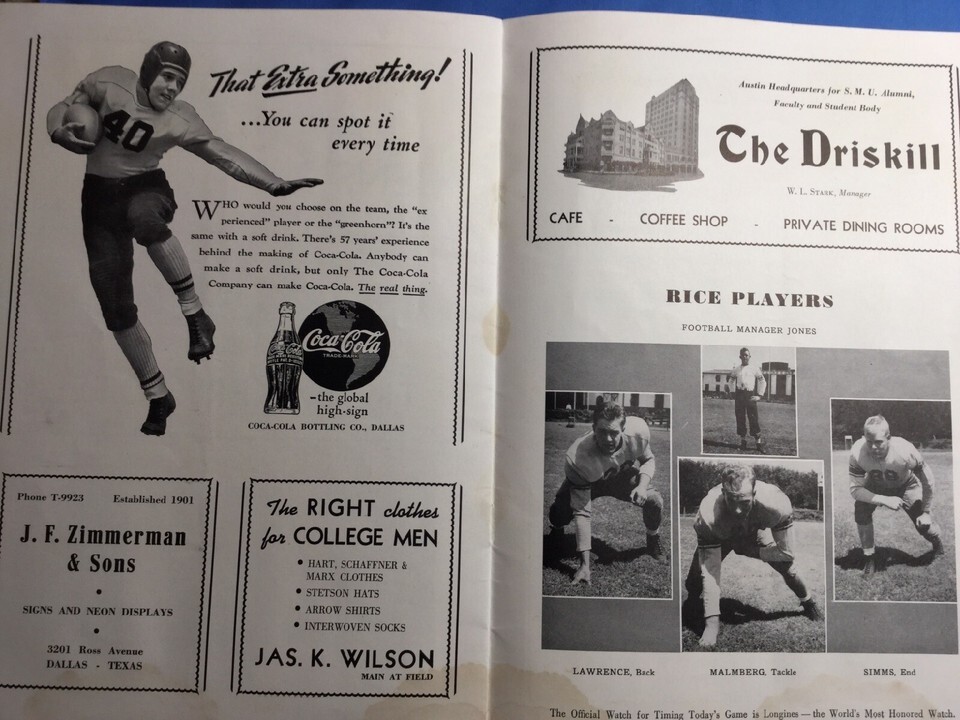 That Extra Something!
...You can spot it
every time
40
WHO would you choose on the team, the "ex
perienced" player or the "greenhorn"? It's the
same with a soft drink. There's 57 years' experience
behind the making of Coca-Cola. Anybody can
make a soft drink, but only The Coca-Cola
Company can make Coca-Cola. The real thing.
Coca-Cola
Coca-Cola
TRADE-MARK
-the global
high-sign
COCA-COLA BOTTLING CO., DALLAS
Phone T-9923 Established 1901
J. F. Zimmerman
& Sons
•
SIGNS AND NEON DISPLAYS
•
3201 Ross Avenue
DALLAS - TEXAS
The RIGHT clothes
for COLLEGE MEN
• HART, SCHAFFNER &
MARX CLOTHES
• STETSON HATS
• ARROW SHIRTS
• INTERWOVEN SOCKS
JAS. K. WILSON
MAIN AT FIELD
Austin Headquarters for S. M. U. Alumni,
Faculty and Student Body
The Driskill
W. L. STARK, Manager
CAFE - COFFEE SHOP - PRIVATE DINING ROOMS
RICE PLAYERS
FOOTBALL MANAGER JONES
LAWRENCE, Back MALMBERG, Tackle SIMMS, End
The Official Watch for Timing Today's Game is Longines — the World's Most Honored Watch.